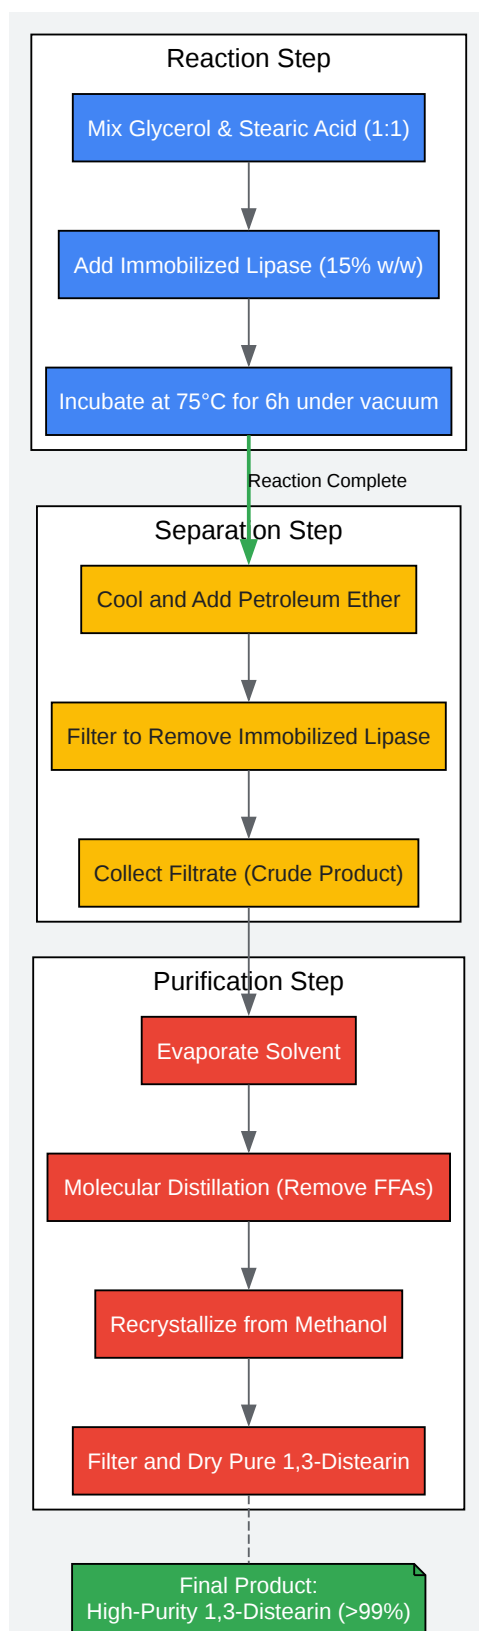 Reaction Step
Mix Glycerol & Stearic Acid (1:1)
Add Immobilized Lipase (15% w/w)
Incubate at 75°C for 6h under vacuum
Reaction Complete
Separation Step
Cool and Add Petroleum Ether
Filter to Remove Immobilized Lipase
Collect Filtrate (Crude Product)
Purification Step
Evaporate Solvent
Molecular Distillation (Remove FFAs)
Recrystallize from Methanol
Filter and Dry Pure 1,3-Distearin
Final Product:
High-Purity 1,3-Distearin (>99%)